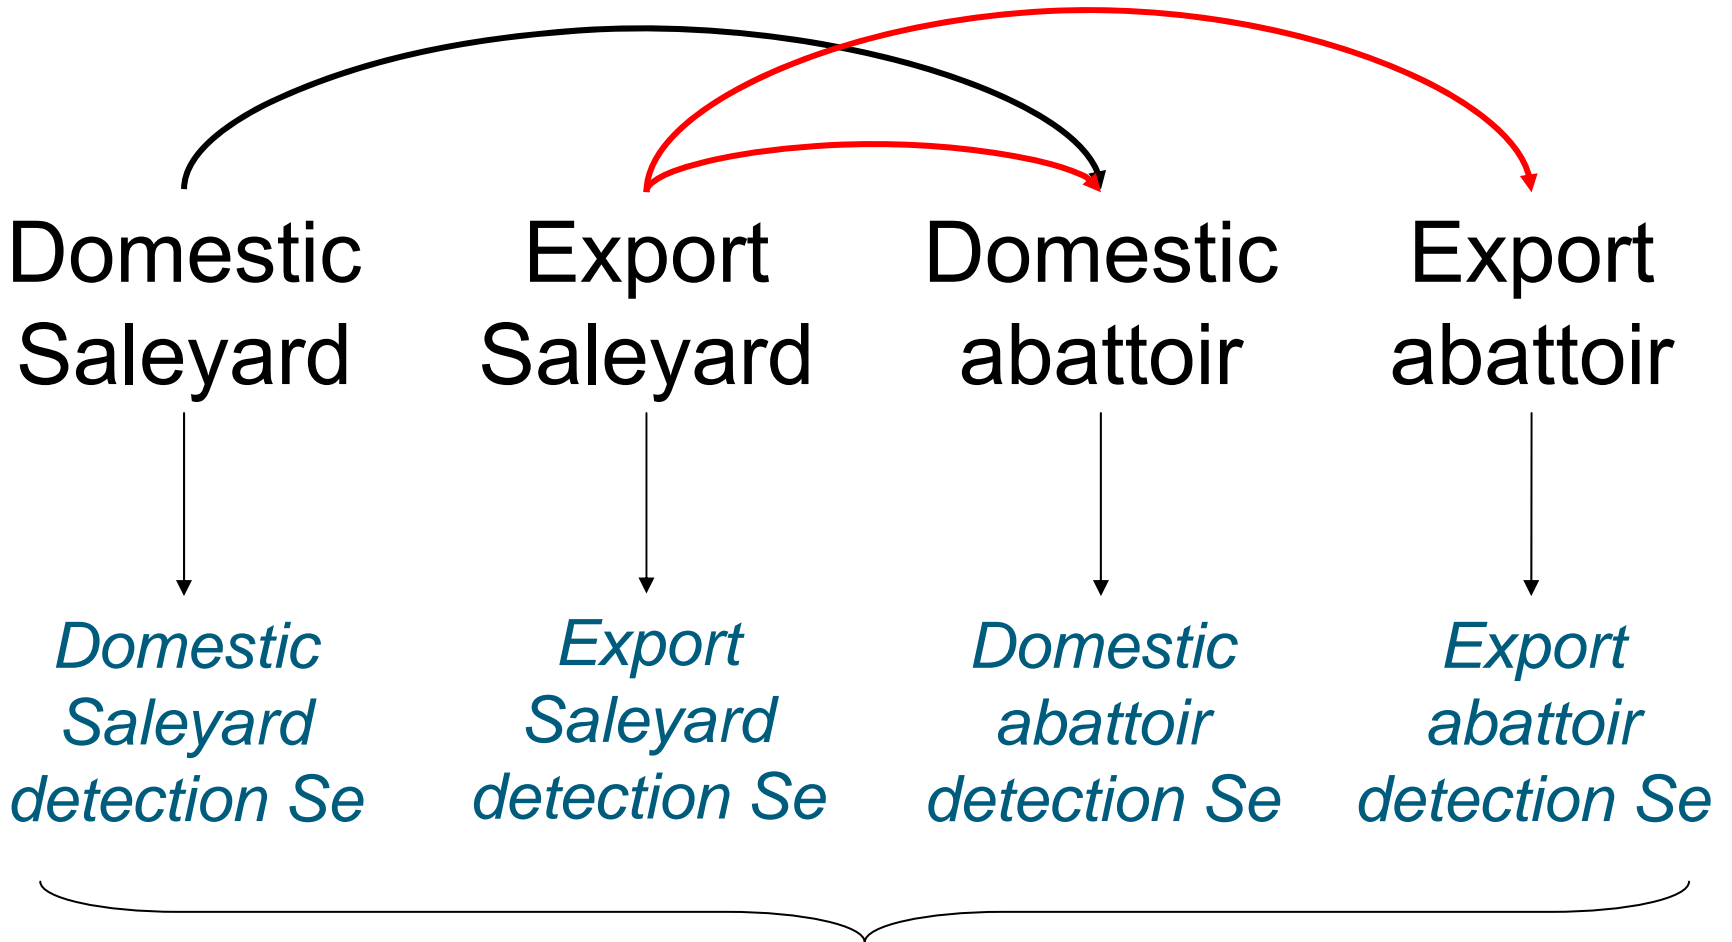 Domestic
Saleyard
Export
Saleyard
Domestic
abattoir
Export
abattoir
Domestic
Saleyard
detection Se
Export
Saleyard
detection Se
Domestic
abattoir
detection Se
Export
abattoir
detection Se